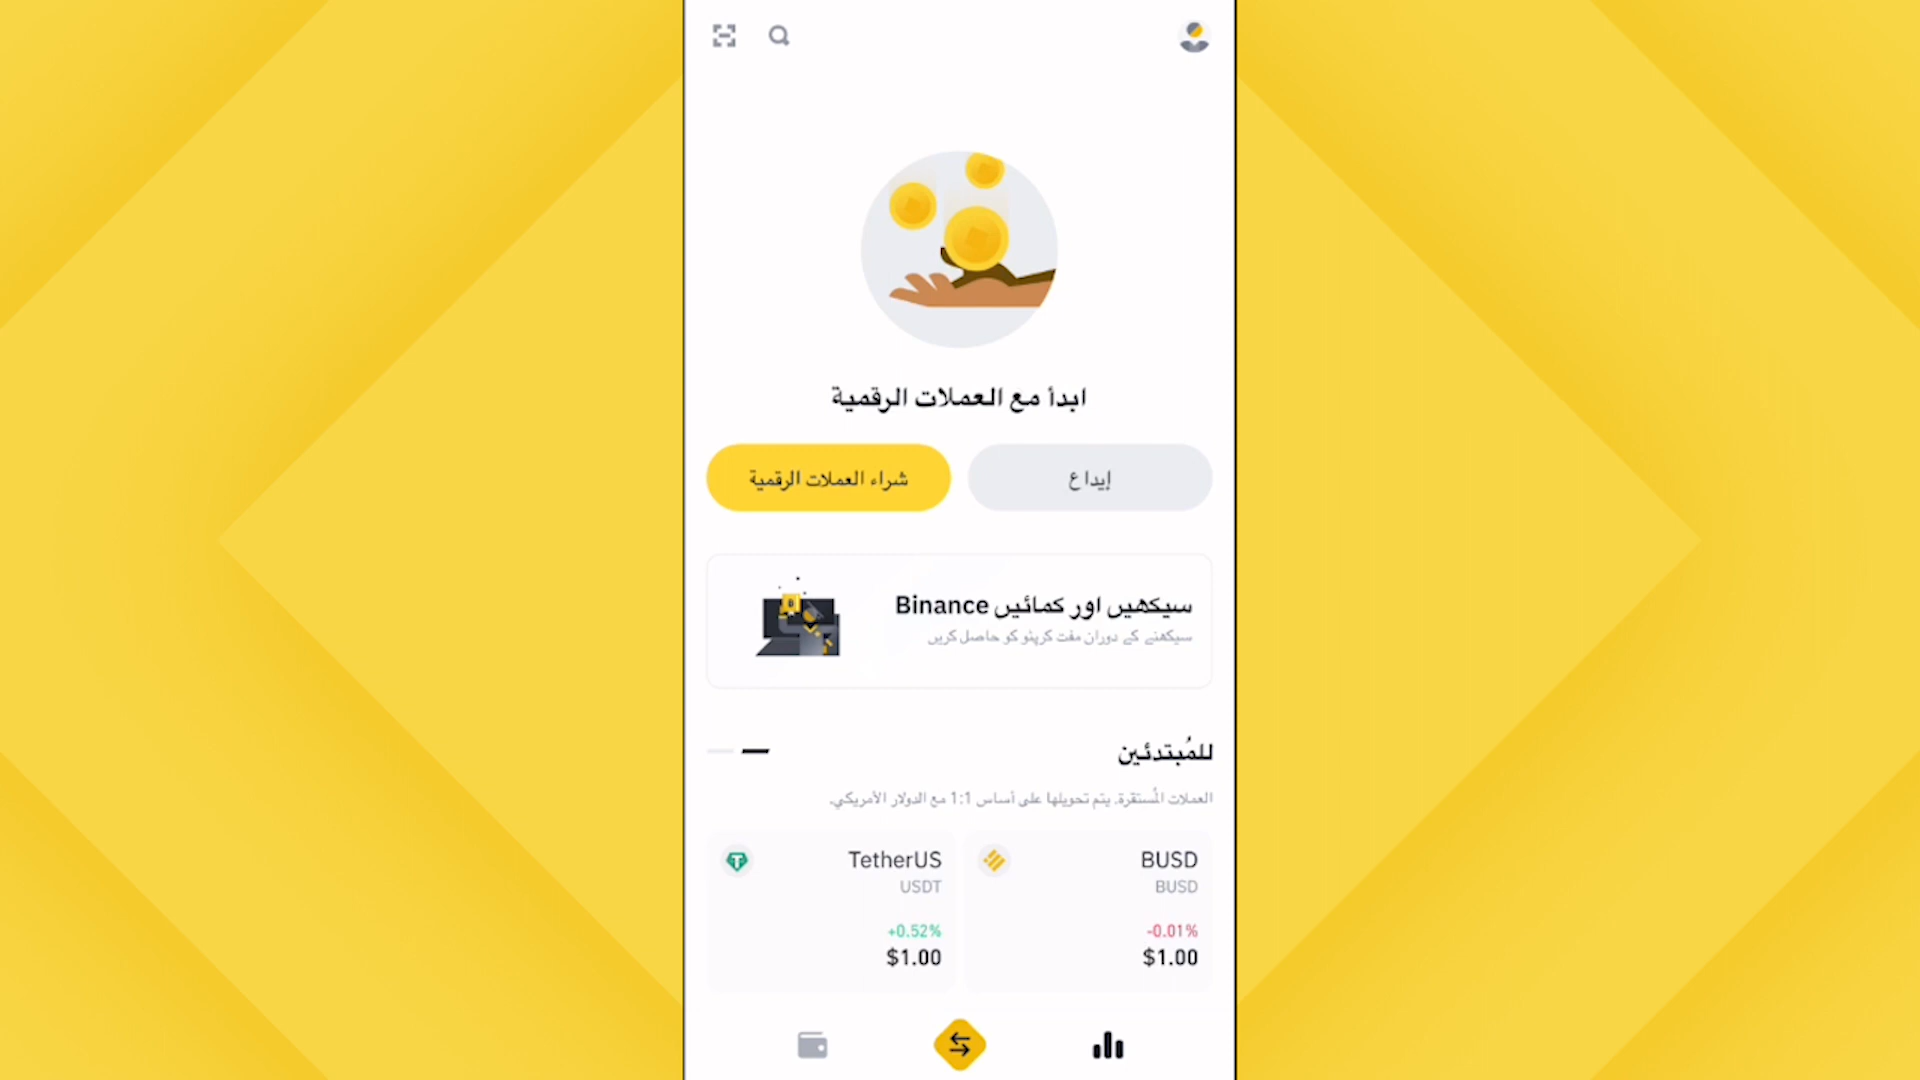 ابدأ مع العملات الرقمية
إيداع
شراء العملات الرقمية
سیکھیں اور کمائیں Binance
سیکھنے کے دوران مفت کرپٹو کو حاصل کریں
للمُبتدئين
العملات المُستقرة. يتم تحويلها على أساس 1:1 مع الدولار الأمريكي.
BUSD
BUSD
-0.01%
$1.00
TetherUS
USDT
+0.52%
$1.00